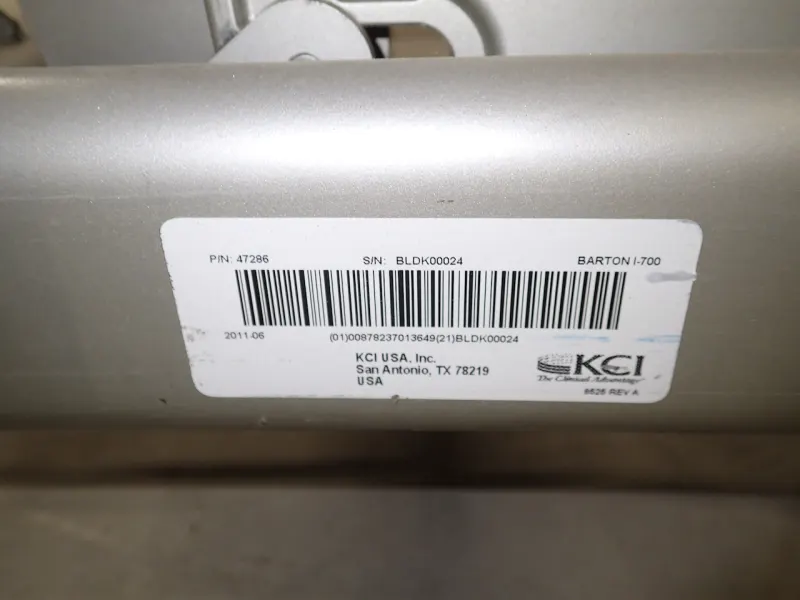 P/N: 47286 S/N: BLDK00024 BARTON I-700
2011-06 (01)00878237013649(21)BLDK00024
KCI USA, Inc.
San Antonio, TX 78219
USA
KCI
The Clinical Advantage
8525 REV A